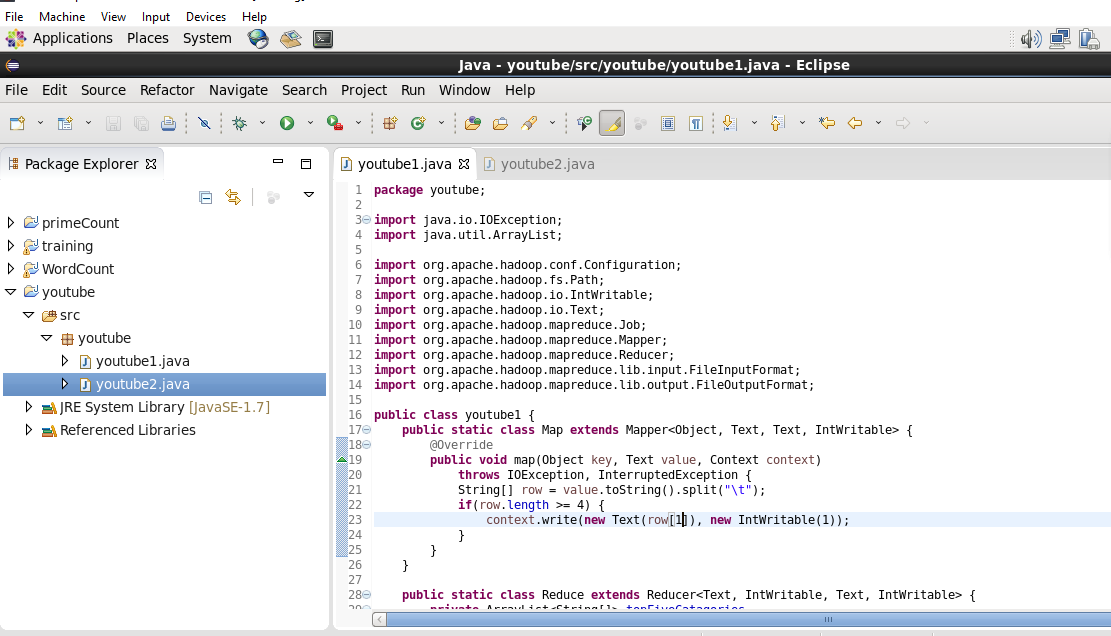 File Machine View Input Devices Help
Applications Places System
Java - youtube/src/youtube/youtube1.java - Eclipse
File Edit Source Refactor Navigate Search Project Run Window Help
Package Explorer
youtube1.java youtube2.java
primeCount
training
WordCount
youtube
src
youtube
youtube1.java
youtube2.java
JRE System Library [JavaSE-1.7]
Referenced Libraries
1 package youtube;
2
3 import java.io.IOException;
4 import java.util.ArrayList;
5
6 import org.apache.hadoop.conf.Configuration;
7 import org.apache.hadoop.fs.Path;
8 import org.apache.hadoop.io.IntWritable;
9 import org.apache.hadoop.io.Text;
10 import org.apache.hadoop.mapreduce.Job;
11 import org.apache.hadoop.mapreduce.Mapper;
12 import org.apache.hadoop.mapreduce.Reducer;
13 import org.apache.hadoop.mapreduce.lib.input.FileInputFormat;
14 import org.apache.hadoop.mapreduce.lib.output.FileOutputFormat;
15
16 public class youtube1 {
17 public static class Map extends Mapper<Object, Text, Text, IntWritable> {
18 @Override
19 public void map(Object key, Text value, Context context)
20 throws IOException, InterruptedException {
21 String[] row = value.toString().split("\t");
22 if(row.length >= 4) {
23 context.write(new Text(row[1]), new IntWritable(1));
24 }
25 }
26 }
27
28 public static class Reduce extends Reducer<Text, IntWritable, Text, IntWritable> {
29 private ArrayList<String[]> topFiveCatagories